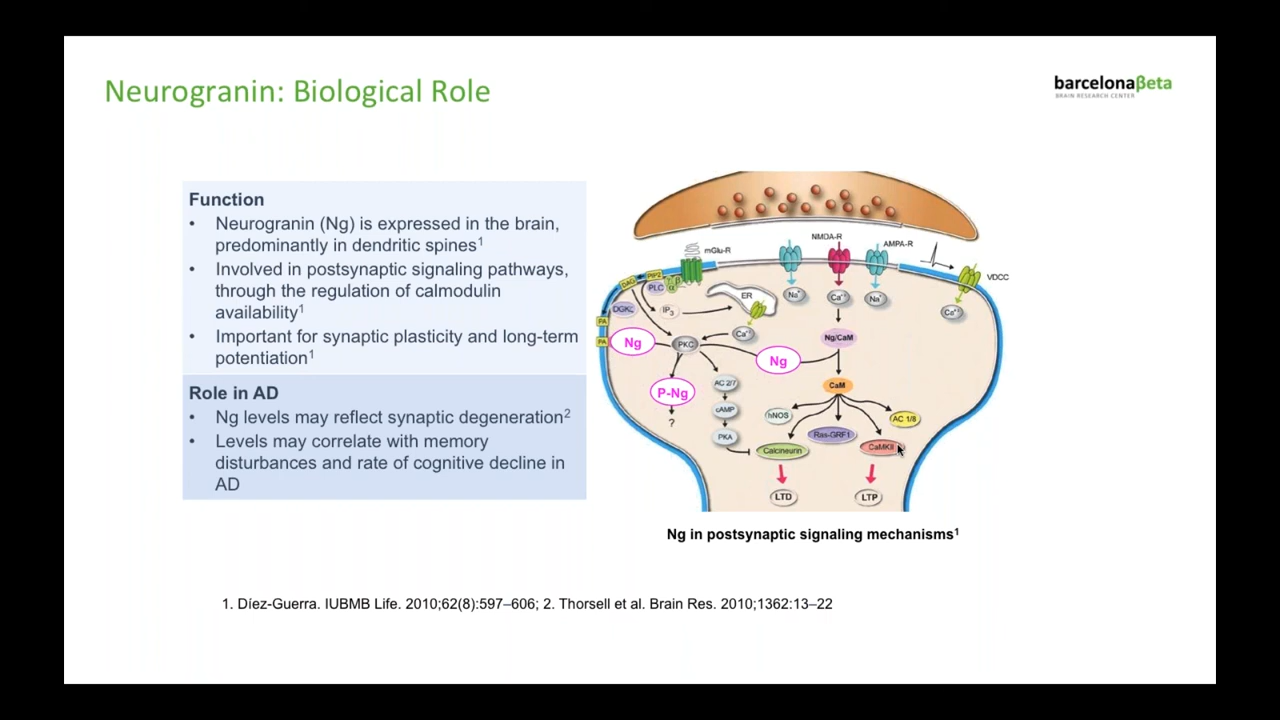 Neurogranin: Biological Role
barcelonaβeta
BRAIN RESEARCH CENTER
Function
• Neurogranin (Ng) is expressed in the brain,
predominantly in dendritic spines1
• Involved in postsynaptic signaling pathways,
through the regulation of calmodulin
availability1
• Important for synaptic plasticity and long-term
potentiation1
Role in AD
• Ng levels may reflect synaptic degeneration2
• Levels may correlate with memory
disturbances and rate of cognitive decline in
AD
mGlu-R
NMDA-R
AMPA-R
VDCC
DAG
PIP2
PLC
α
β
DGKζ
IP3
ER
Na+
Ca2+
Na+
Ca2+
PA
PA
Ng
PKC
Ca2+
Ng
Ng/CaM
P-Ng
?
AC 2/7
cAMP
PKA
CaM
nNOS
Ras-GRF1
AC 1/8
Calcineurin
CaMKII
LTD
LTP
Ng in postsynaptic signaling mechanisms1
1. Díez-Guerra. IUBMB Life. 2010;62(8):597–606; 2. Thorsell et al. Brain Res. 2010;1362:13–22